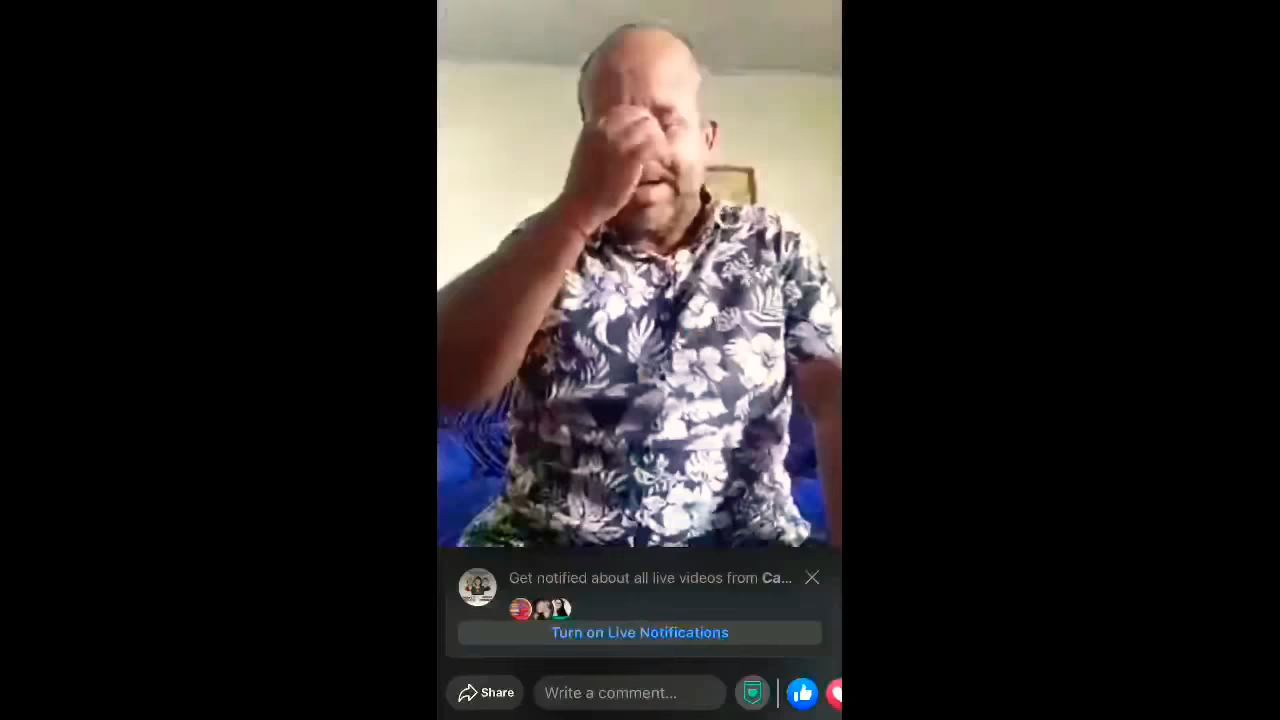 Get notified about all live videos from Ca...
Turn on Live Notifications
Share
Write a comment...